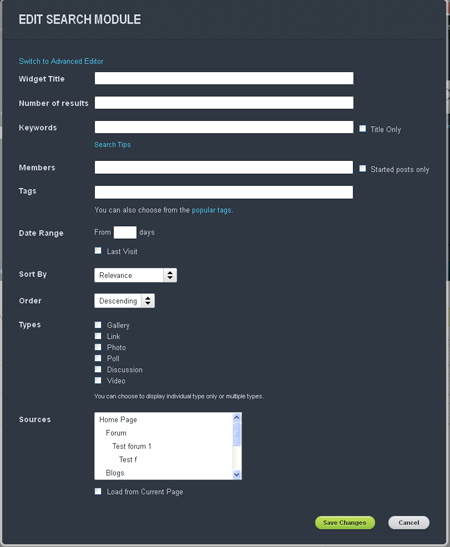 EDIT SEARCH MODULE
Switch to Advanced Editor
Widget Title
Number of results
Keywords
Title Only
Search Tips
Members
Started posts only
Tags
You can also choose from the popular tags.
Date Range From days
Last Visit
Sort By Relevance
Order Descending
Types Gallery
Link
Photo
Poll
Discussion
Video
You can choose to display individual type only or multiple types.
Sources Home Page
Forum
Test forum 1
Test f
Blogs
Load from Current Page
Save Changes Cancel